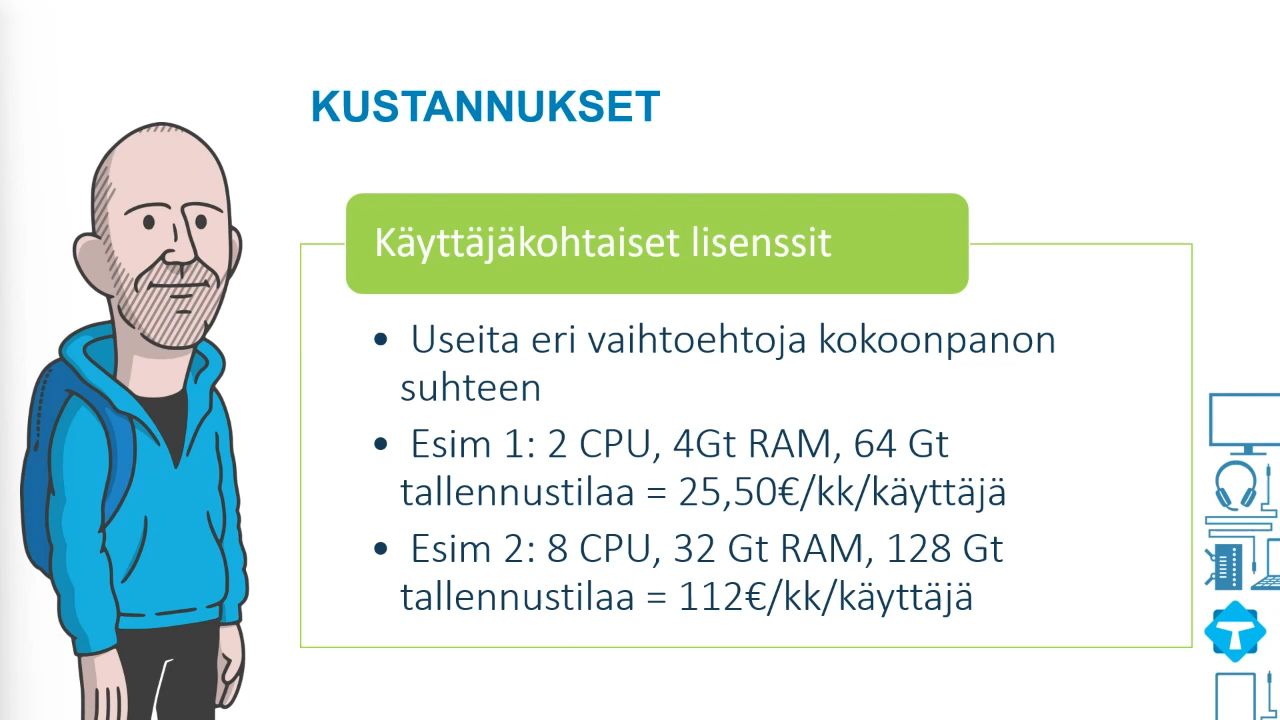 KUSTANNUKSET
Käyttäjäkohtaiset lisenssit
• Useita eri vaihtoehtoja kokoonpanon
suhteen
• Esim 1: 2 CPU, 4Gt RAM, 64 Gt
tallennustilaa = 25,50€/kk/käyttäjä
• Esim 2: 8 CPU, 32 Gt RAM, 128 Gt
tallennustilaa = 112€/kk/käyttäjä